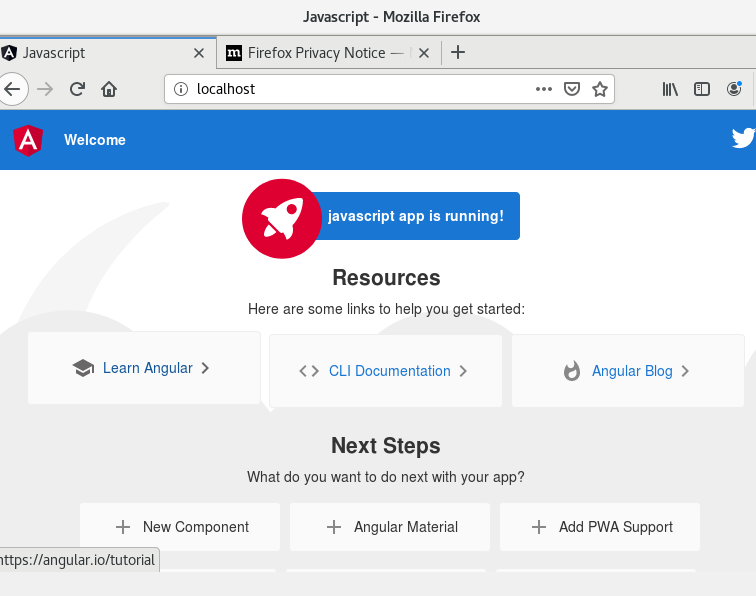 Javascript - Mozilla Firefox
Javascript
Firefox Privacy Notice —
localhost
Welcome
javascript app is running!
Resources
Here are some links to help you get started:
Learn Angular
CLI Documentation
Angular Blog
Next Steps
What do you want to do next with your app?
New Component
Angular Material
Add PWA Support
https://angular.io/tutorial